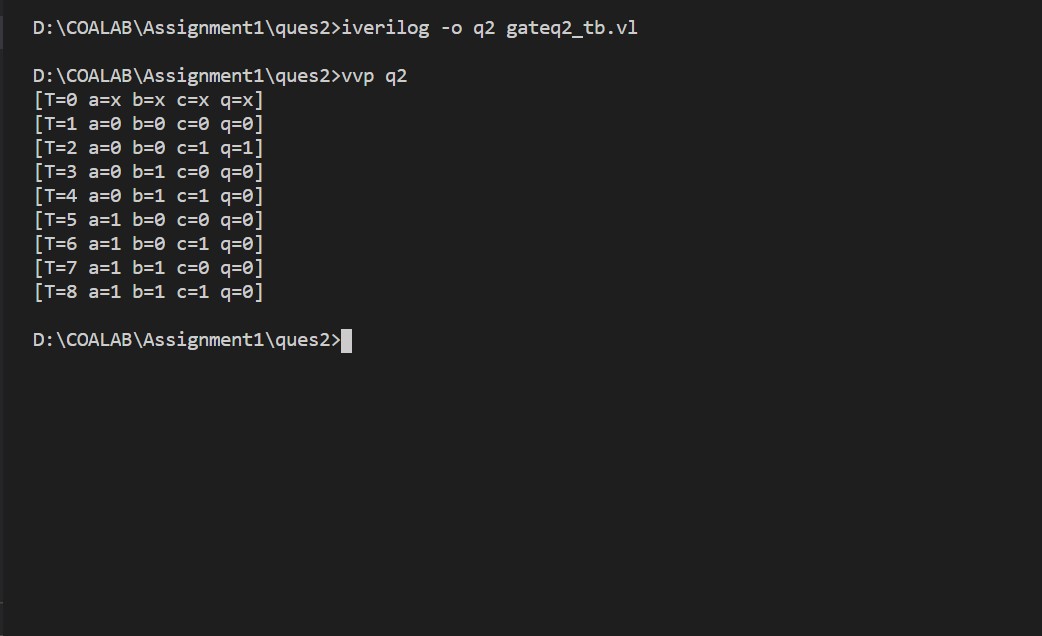 D:\COALAB\Assignment1\ques2>iverilog -o q2 gateq2_tb.vl
D:\COALAB\Assignment1\ques2>vvp q2
[T=0 a=x b=x c=x q=x]
[T=1 a=0 b=0 c=0 q=0]
[T=2 a=0 b=0 c=1 q=1]
[T=3 a=0 b=1 c=0 q=0]
[T=4 a=0 b=1 c=1 q=0]
[T=5 a=1 b=0 c=0 q=0]
[T=6 a=1 b=0 c=1 q=0]
[T=7 a=1 b=1 c=0 q=0]
[T=8 a=1 b=1 c=1 q=0]
D:\COALAB\Assignment1\ques2>